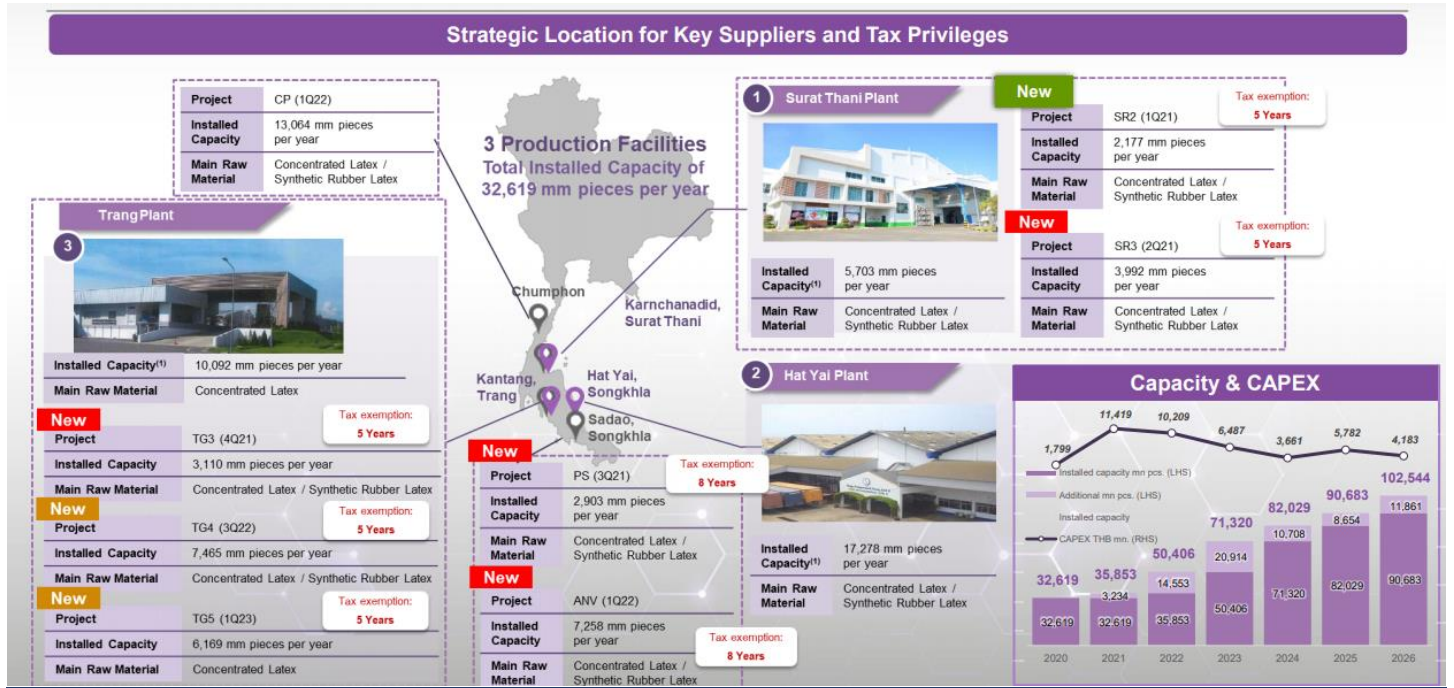 Strategic Location for Key Suppliers and Tax Privileges
Project CP (1Q22)
Installed Capacity 13,064 mm pieces per year
Main Raw Material Concentrated Latex / Synthetic Rubber Latex
3 Production Facilities
Total Installed Capacity of
32,619 mm pieces per year
Chumphon
Karnchanadid,
Surat Thani
Kantang,
Trang
Hat Yai,
Songkhla
Sadao,
Songkhla
1 Surat Thani Plant
Installed Capacity(1) 5,703 mm pieces per year
Main Raw Material Concentrated Latex / Synthetic Rubber Latex
New
Tax exemption:
5 Years
Project SR2 (1Q21)
Installed Capacity 2,177 mm pieces per year
Main Raw Material Concentrated Latex / Synthetic Rubber Latex
New
Tax exemption:
5 Years
Project SR3 (2Q21)
Installed Capacity 3,992 mm pieces per year
Main Raw Material Concentrated Latex / Synthetic Rubber Latex
Trang Plant
3
Installed Capacity(1) 10,092 mm pieces per year
Main Raw Material Concentrated Latex
New
Tax exemption:
5 Years
Project TG3 (4Q21)
Installed Capacity 3,110 mm pieces per year
Main Raw Material Concentrated Latex / Synthetic Rubber Latex
New
Tax exemption:
5 Years
Project TG4 (3Q22)
Installed Capacity 7,465 mm pieces per year
Main Raw Material Concentrated Latex / Synthetic Rubber Latex
New
Tax exemption:
5 Years
Project TG5 (1Q23)
Installed Capacity 6,169 mm pieces per year
Main Raw Material Concentrated Latex
New
Tax exemption:
8 Years
Project PS (3Q21)
Installed Capacity 2,903 mm pieces per year
Main Raw Material Concentrated Latex / Synthetic Rubber Latex
New
Project ANV (1Q22)
Installed Capacity 7,258 mm pieces per year
Tax exemption:
8 Years
Main Raw Material Concentrated Latex / Synthetic Rubber Latex
2 Hat Yai Plant
Installed Capacity(1) 17,278 mm pieces per year
Main Raw Material Concentrated Latex / Synthetic Rubber Latex
Capacity & CAPEX
1,799 11,419 10,209 6,487 3,661 5,782 4,183
Installed capacity mn pcs. (LHS)
Additional mn pcs. (LHS)
Installed capacity
CAPEX THB mn. (RHS)
32,619 35,853 50,406 71,320 82,029 90,683 102,544
3,234 14,553 20,914 10,708 8,654 11,861
32,619 32,619 35,853 50,406 71,320 82,029 90,683
2020 2021 2022 2023 2024 2025 2026